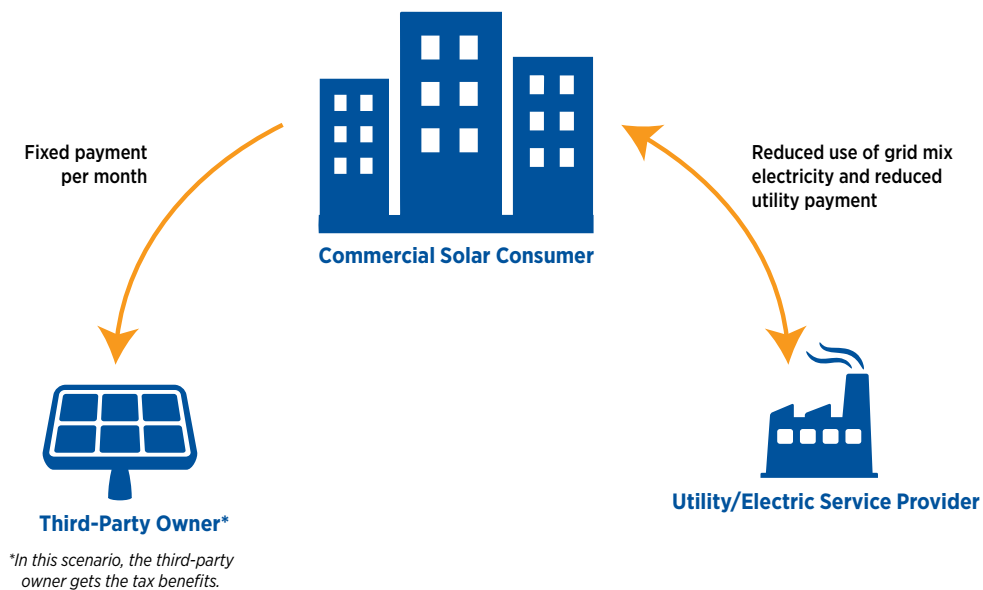 Fixed payment
per month
Reduced use of grid mix
electricity and reduced
utility payment
Commercial Solar Consumer
Third-Party Owner*
*In this scenario, the third-party
owner gets the tax benefits.
Utility/Electric Service Provider